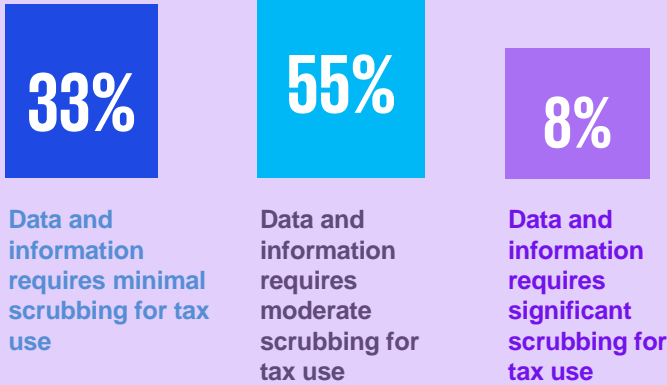 33%
Data and
information
requires minimal
scrubbing for tax
use
55%
Data and
information
requires
moderate
scrubbing for
tax use
8%
Data and
information
requires
significant
scrubbing for
tax use